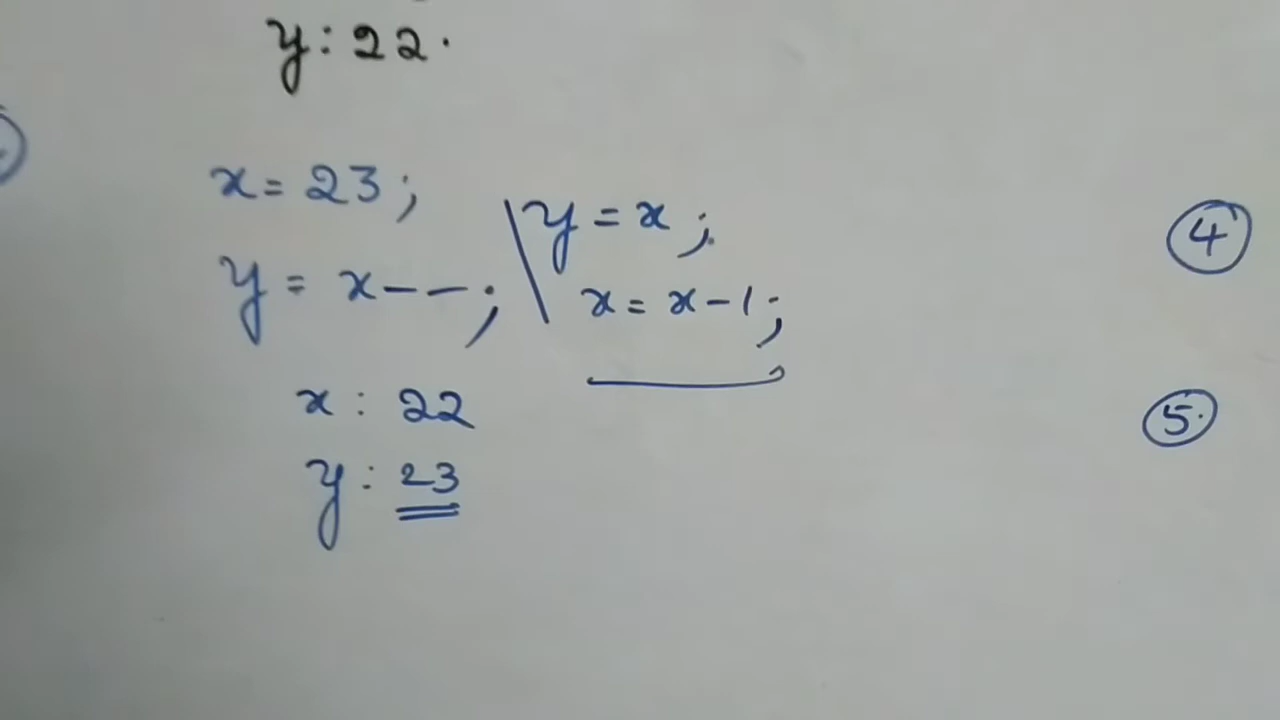 y: 22.
x = 23;
y = x--;
y = x;
x = x-1;
x: 22
y: 23
4
5.